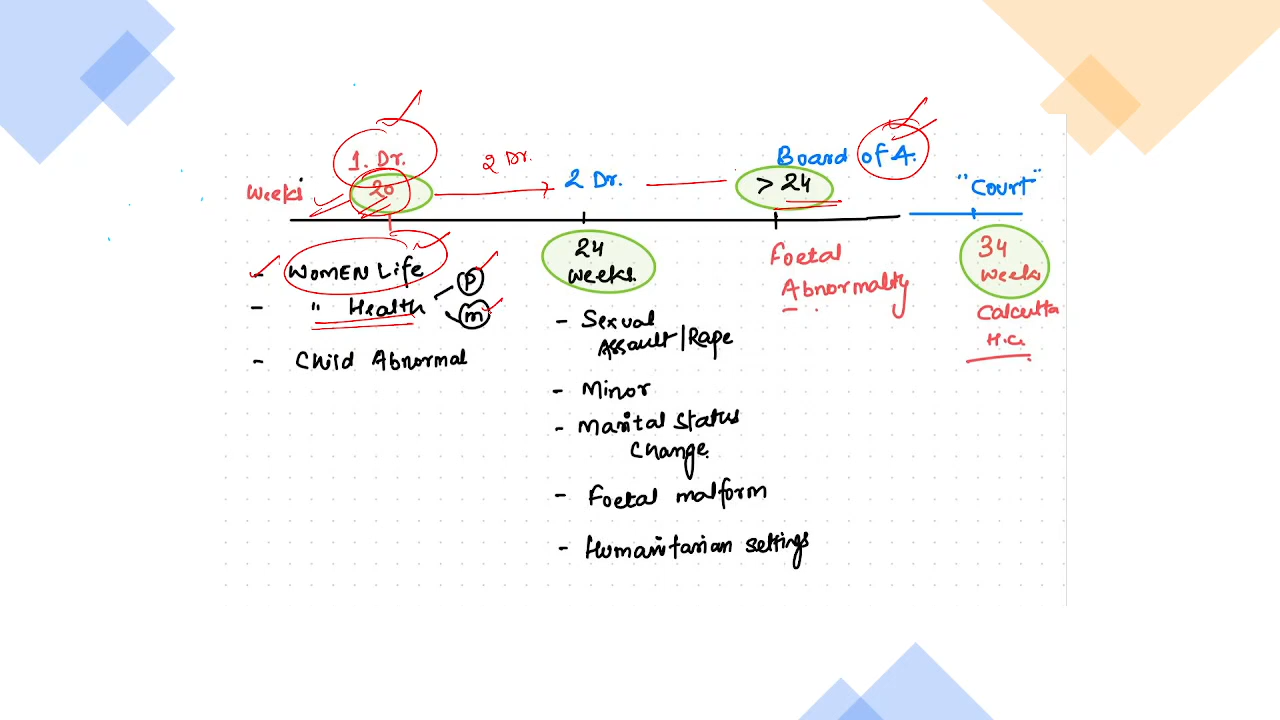 1. Dr.
2 Dr.
Board of 4.
weeks
20
2 Dr.
> 24
"Court"
- WOMEN Life
- " Health
P
m
- Child Abnormal
24
weeks.
- Sexual
Assault/Rape
- Minor
- Marital Status
Change.
- Foetal malform
- Humanitarian settings
Foetal
Abnormality
34
weeks
Calcutta
H.C.